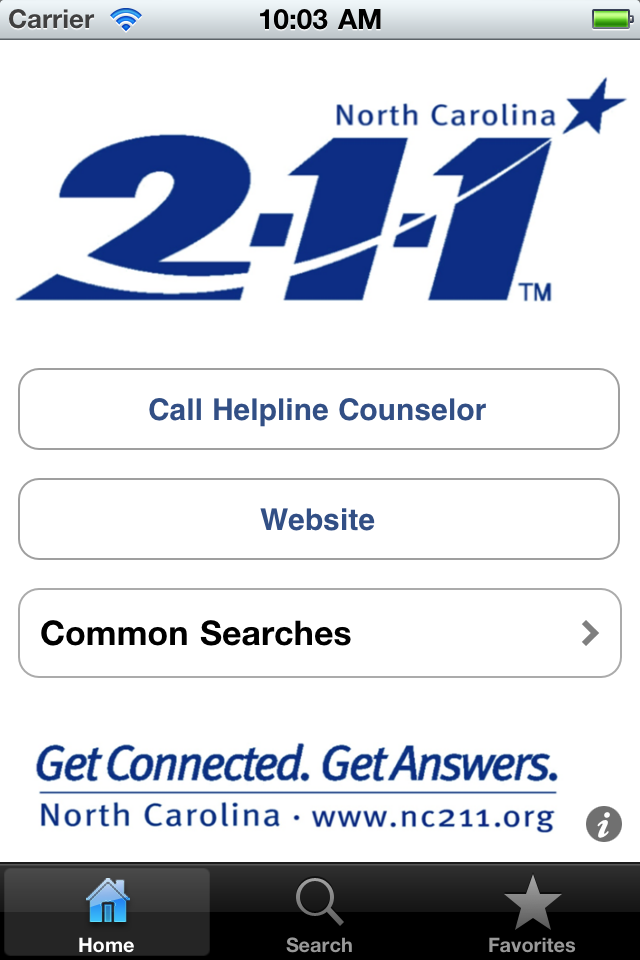 Carrier 10:03 AM
North Carolina
2-1-1 TM
Call Helpline Counselor
Website
Common Searches
Get Connected. Get Answers.
North Carolina · www.nc211.org
i
Home Search Favorites